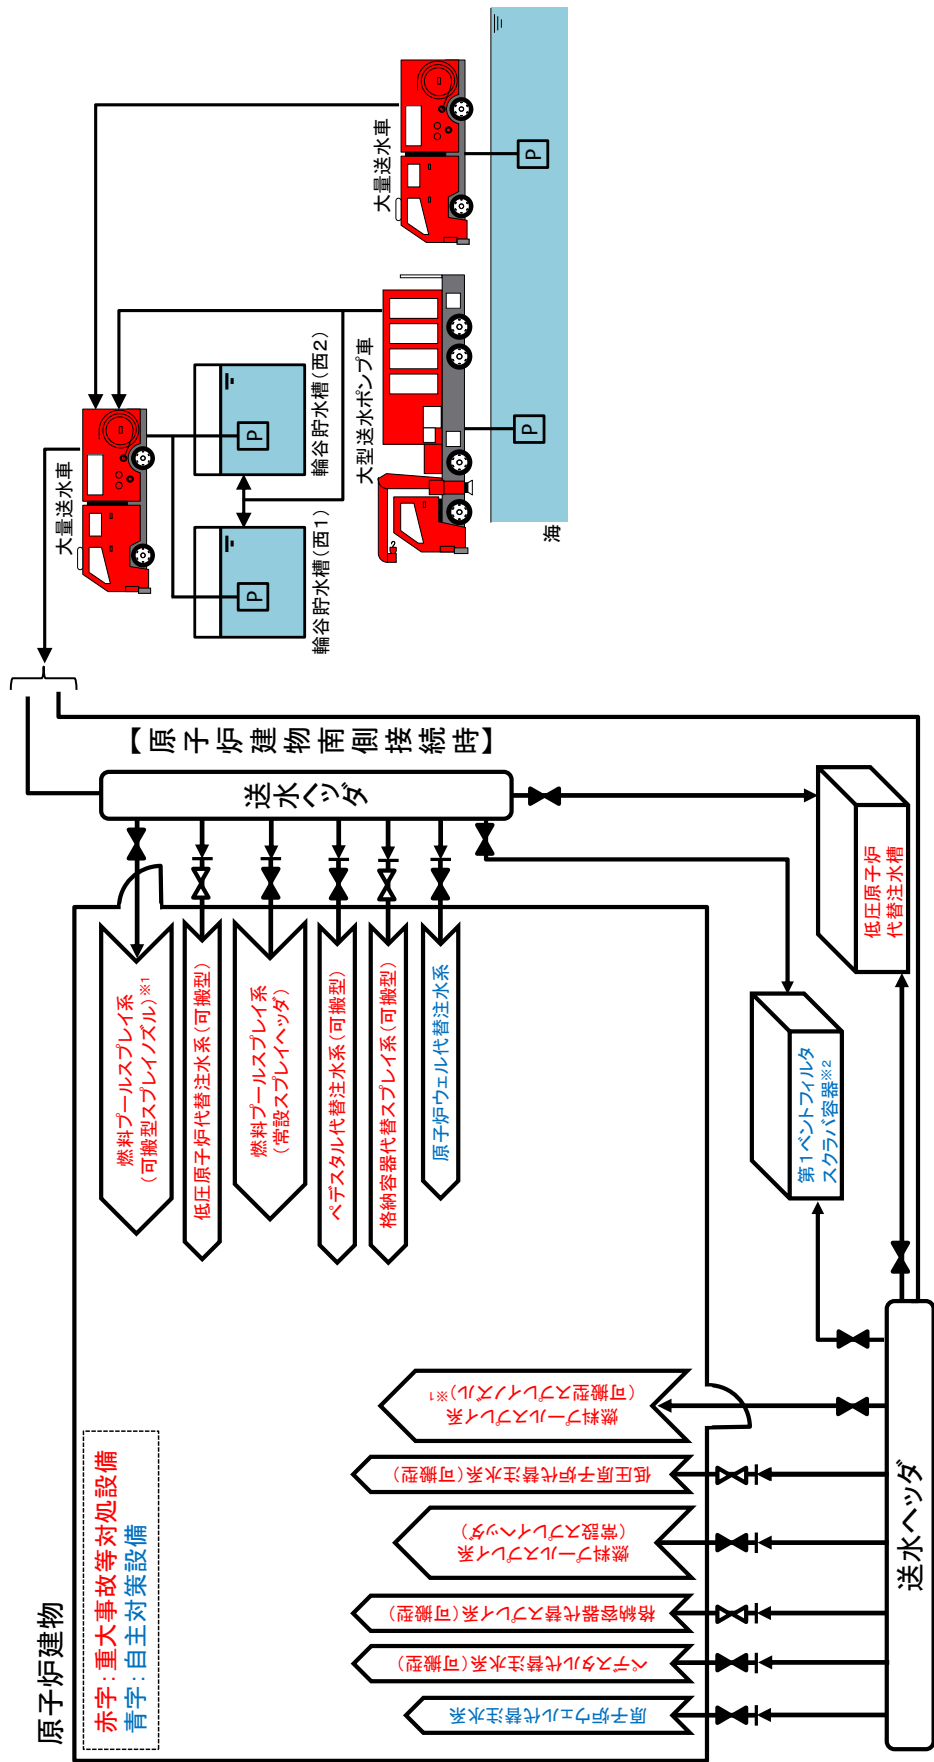 原子炉建物
赤字：重大事故等対処設備
青字：自主対策設備
【原子炉建物南側接続時】
送水ヘッダ
燃料プールスプレイ系
（可搬型スプレイノズル）※1
低圧原子炉代替注水系（可搬型）
燃料プールスプレイ系
（常設スプレイヘッダ）
ペデスタル代替注水系（可搬型）
格納容器代替スプレイ系（可搬型）
原子炉ウェル代替注水系
大量送水車
P
輪谷貯水槽（西1）
P
輪谷貯水槽（西2）
大型送水ポンプ車
P
大量送水車
P
海
低圧原子炉
代替注水槽
第1ベントフィルタ
スクラバ容器※2
送水ヘッダ
原子炉ウェル代替注水系
ペデスタル代替注水系（可搬型）
格納容器代替スプレイ系（可搬型）
燃料プールスプレイ系
（常設スプレイヘッダ）
低圧原子炉代替注水系（可搬型）
燃料プールスプレイ系
（可搬型スプレイノズル）※1